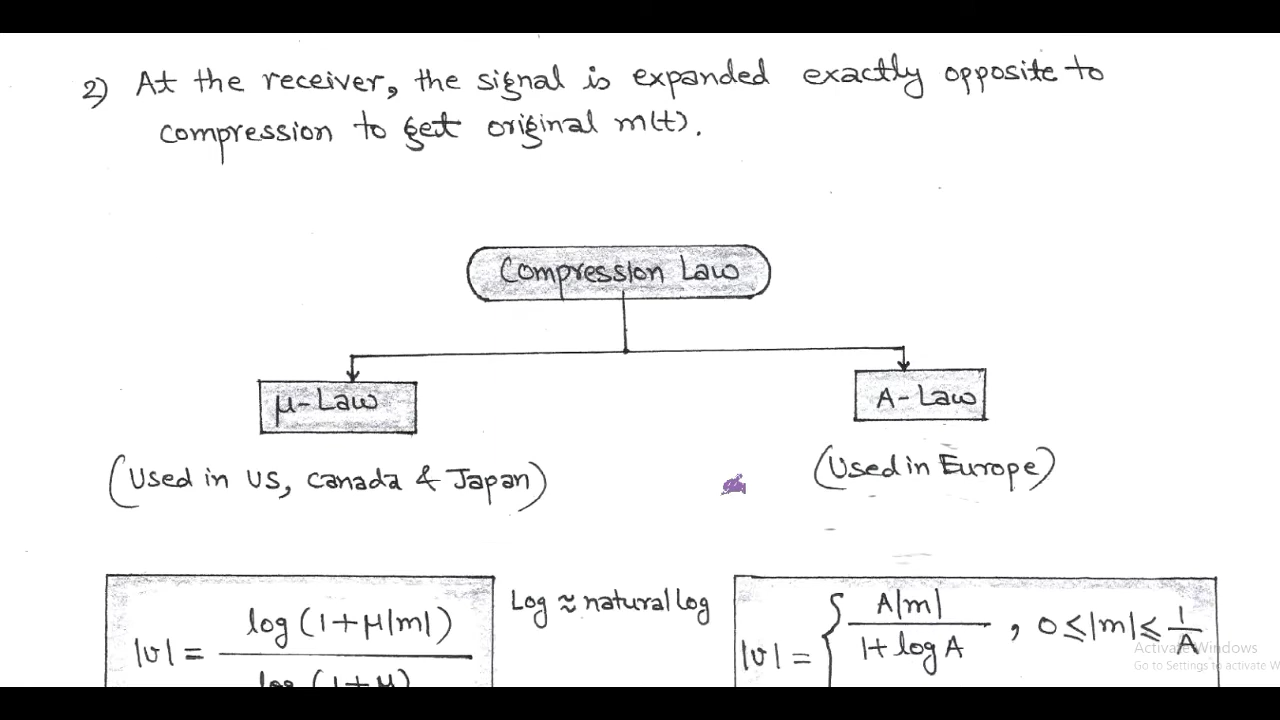 2) At the receiver, the signal is expanded exactly opposite to
compression to get original m(t).
Compression Law
μ-Law
A-Law
(Used in US, Canada & Japan)
(Used in Europe)
|v| = log (1+μ|m|) / log (1+μ)
Log ≈ natural log
|v| = { A|m| / 1+ log A , 0 ≤ |m| ≤ 1/A
Activate Windows
Go to Settings to activate W